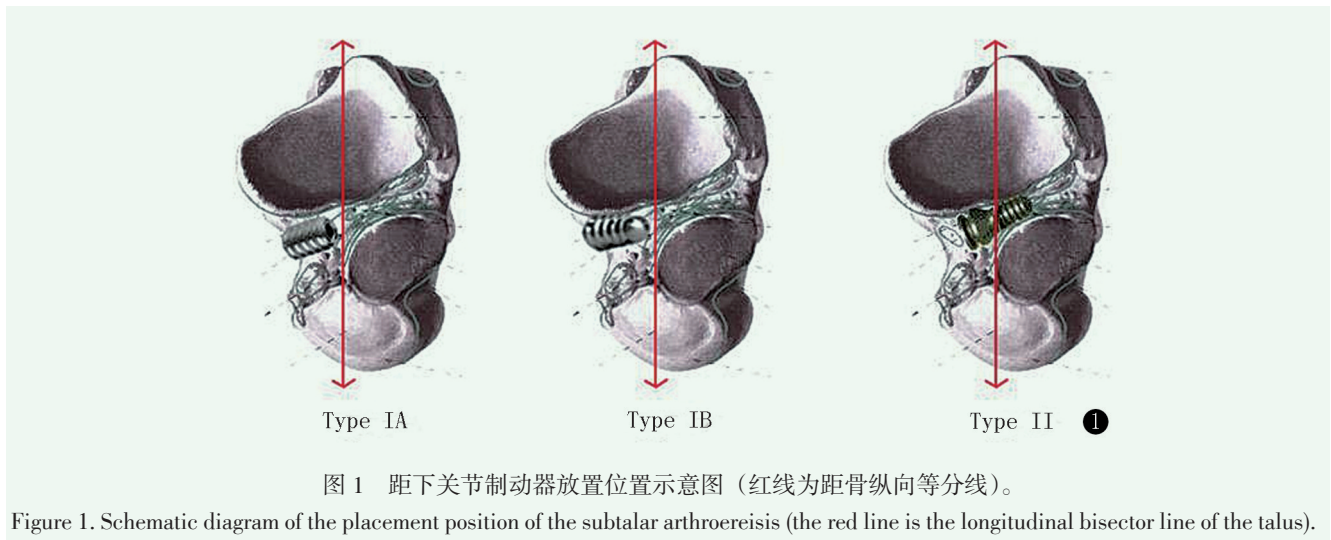 Type IA
Type IB
Type II ❶
图 1 距下关节制动器放置位置示意图（红线为距骨纵向等分线）。
Figure 1. Schematic diagram of the placement position of the subtalar arthroereisis (the red line is the longitudinal bisector line of the talus).